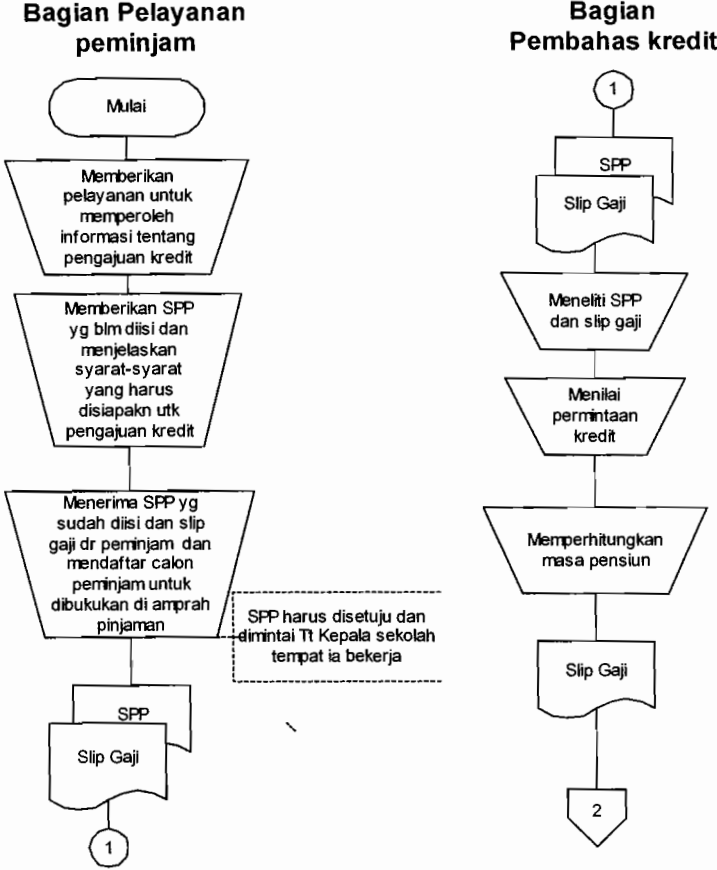 Bagian Pelayanan
peminjam
Mulai
Memberikan
pelayanan untuk
memperoleh
informasi tentang
pengajuan kredit
Memberikan SPP
yg blm diisi dan
menjelaskan
syarat-syarat
yang harus
disiapakn utk
pengajuan kredit
Menerima SPP yg
sudah diisi dan slip
gaji dr peminjam dan
mendaftar calon
peminjam untuk
dibukukan di amprah
pinjaman
SPP harus disetuju dan
dimintai Tt Kepala sekolah
tempat ia bekerja
SPP
Slip Gaji
1
Bagian
Pembahas kredit
1
SPP
Slip Gaji
Meneliti SPP
dan slip gaji
Menilai
permintaan
kredit
Memperhitungkan
masa pensiun
Slip Gaji
2